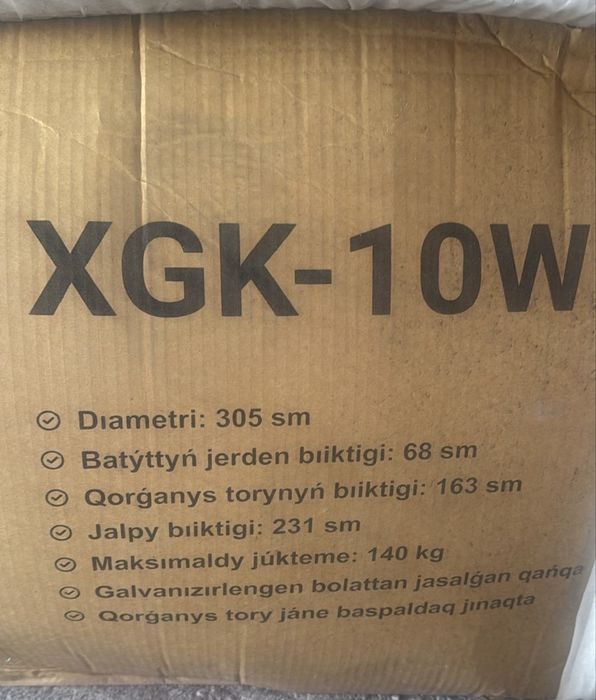 XGK-10W
Dıametri: 305 sm
Batýttyń jerden bıiktigi: 68 sm
Qorǵanys torynyń bıiktigi: 163 sm
Jalpy bıiktigi: 231 sm
Maksımaldy júkteme: 140 kg
Galvanızırlengen bolattan jasalǵan qańqa
Qorǵanys tory jáne baspaldaq jınaqta